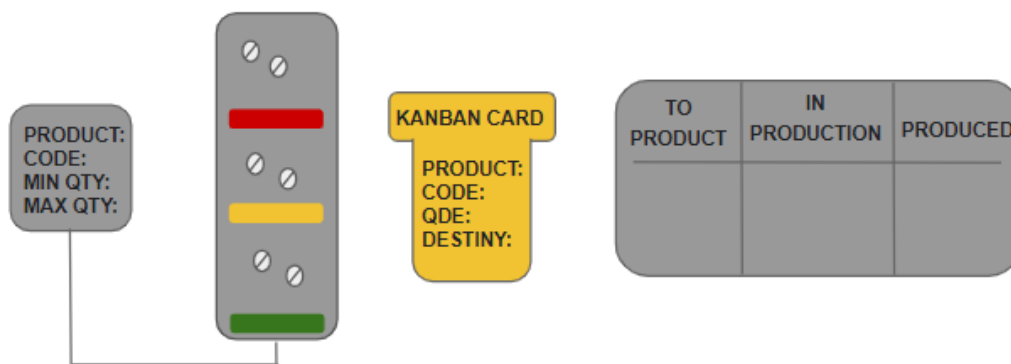 PRODUCT:
CODE:
MIN QTY:
MAX QTY:
KANBAN CARD
PRODUCT:
CODE:
QDE:
DESTINY:
TO
PRODUCT
IN
PRODUCTION
PRODUCED